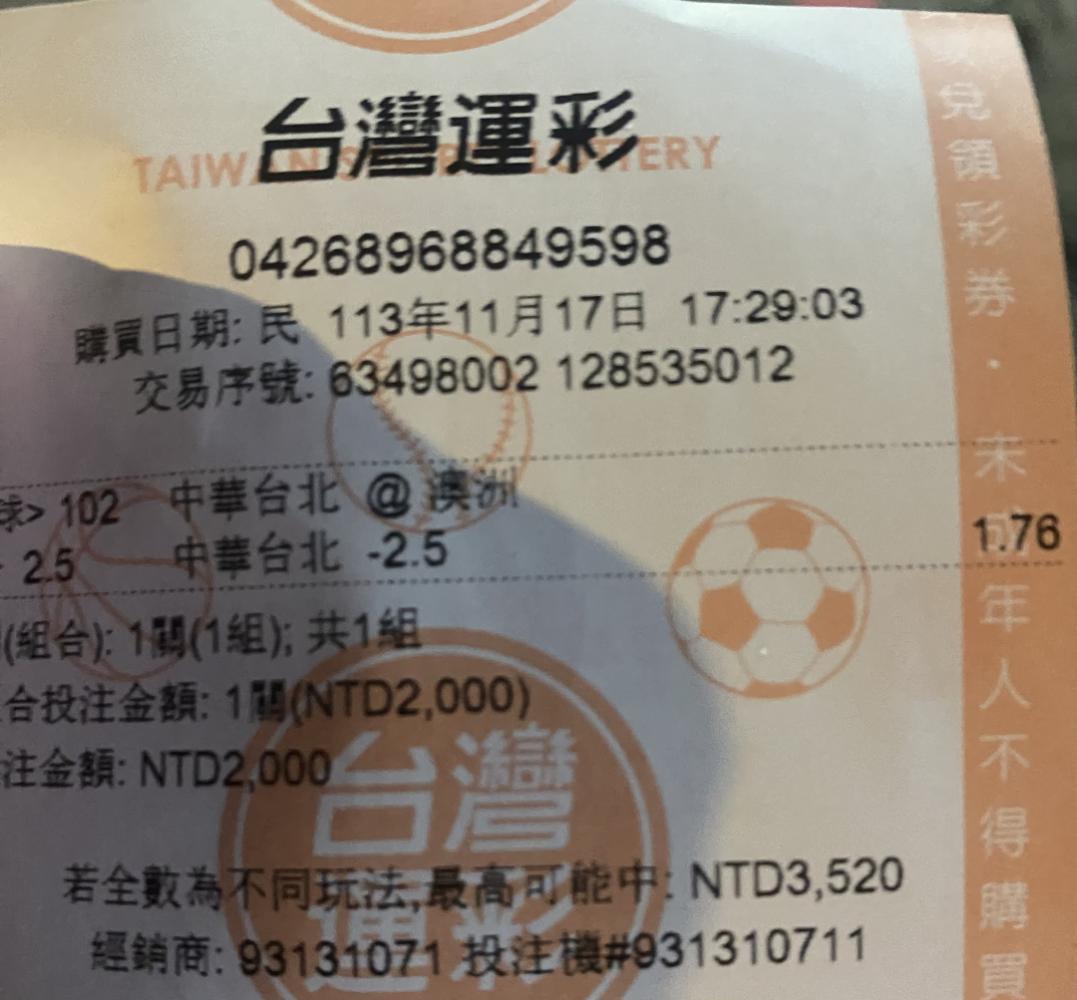 台灣運彩
TAIWAN SPORTS LOTTERY
04268968849598
購買日期: 民 113年11月17日 17:29:03
交易序號: 63498002 128535012
球> 102 中華台北 @ 澳洲
2.5 中華台北 -2.5 1.76
(組合): 1關(1組); 共1組
合投注金額: 1關(NTD2,000)
注金額: NTD2,000
台灣
運彩
若全數為不同玩法,最高可能中: NTD3,520
經銷商: 93131071 投注機#931310711
兌領彩券・未成年人不得購買